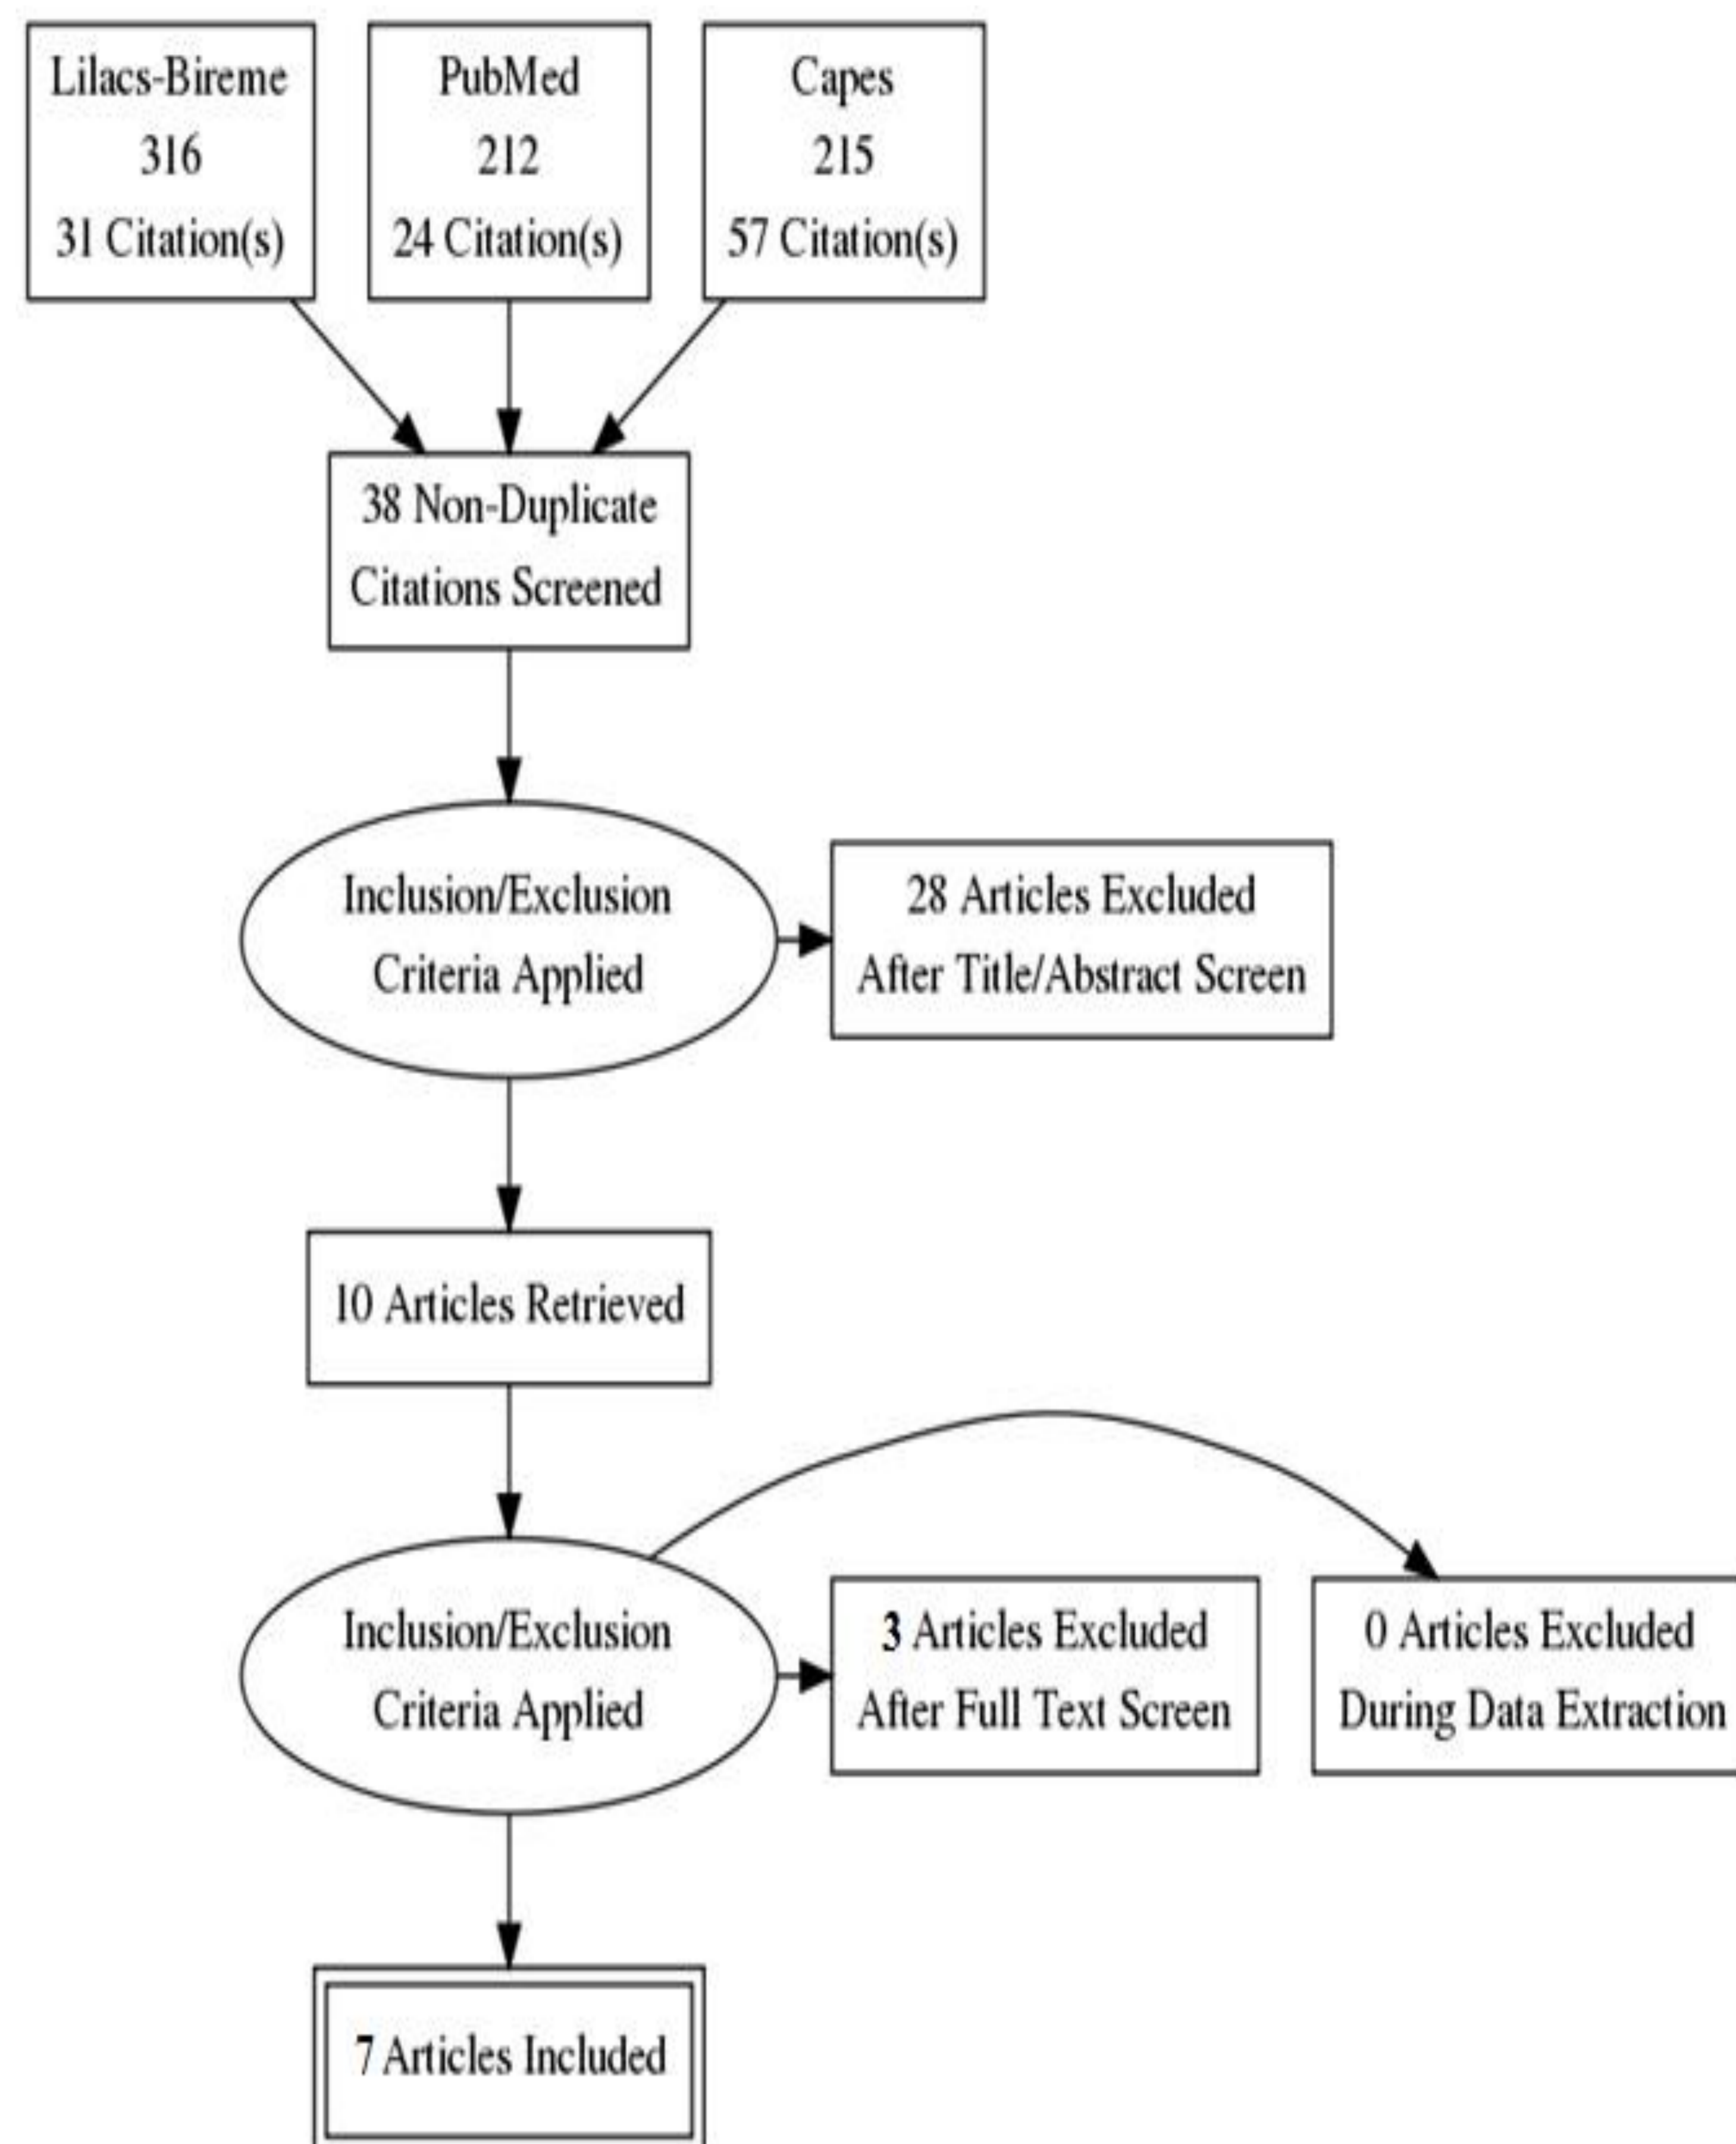 Lilacs-Bireme
316
31 Citation(s)
PubMed
212
24 Citation(s)
Capes
215
57 Citation(s)
38 Non-Duplicate
Citations Screened
Inclusion/Exclusion
Criteria Applied
28 Articles Excluded
After Title/Abstract Screen
10 Articles Retrieved
Inclusion/Exclusion
Criteria Applied
3 Articles Excluded
After Full Text Screen
0 Articles Excluded
During Data Extraction
7 Articles Included